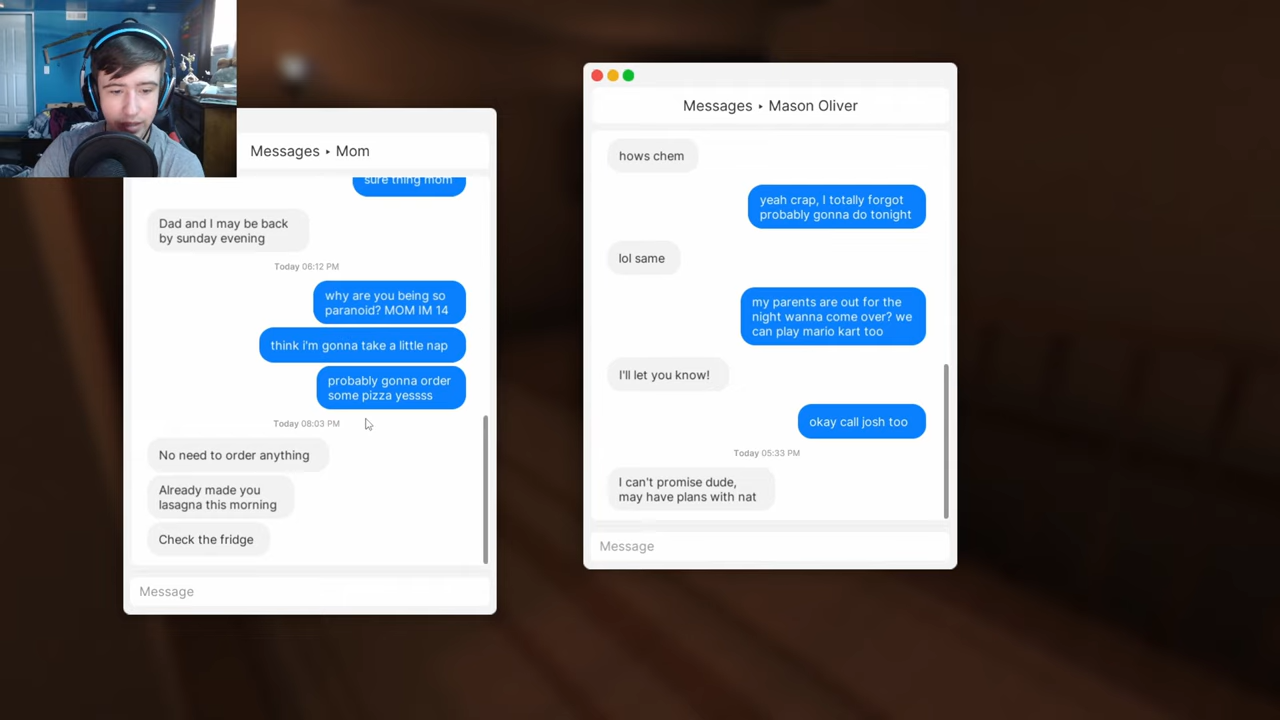 Messages ▸ Mom
sure thing mom
Dad and I may be back
by sunday evening
Today 06:12 PM
why are you being so
paranoid? MOM IM 14
think i'm gonna take a little nap
probably gonna order
some pizza yessss
Today 08:03 PM
No need to order anything
Already made you
lasagna this morning
Check the fridge
Message
Messages ▸ Mason Oliver
hows chem
yeah crap, I totally forgot
probably gonna do tonight
lol same
my parents are out for the
night wanna come over? we
can play mario kart too
I'll let you know!
okay call josh too
Today 05:33 PM
I can't promise dude,
may have plans with nat
Message